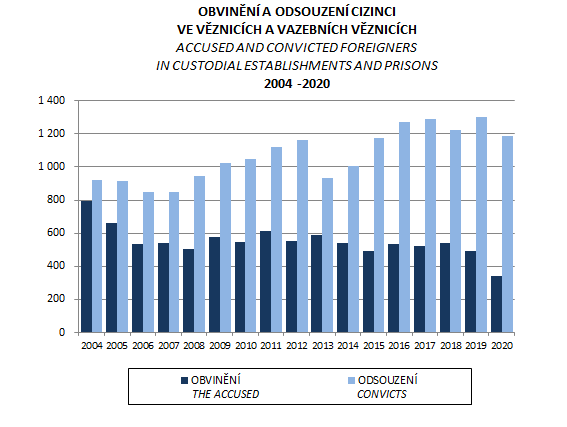 OBVINĚNÍ A ODSOUZENÍ CIZINCI
VE VĚZNICÍCH A VAZEBNÍCH VĚZNICÍCH
ACCUSED AND CONVICTED FOREIGNERS
IN CUSTODIAL ESTABLISHMENTS AND PRISONS
2004 -2020
1 400
1 200
1 000
800
600
400
200
0
2004 2005 2006 2007 2008 2009 2010 2011 2012 2013 2014 2015 2016 2017 2018 2019 2020
OBVINĚNÍ ODSOUZENÍ
THE ACCUSED CONVICTS